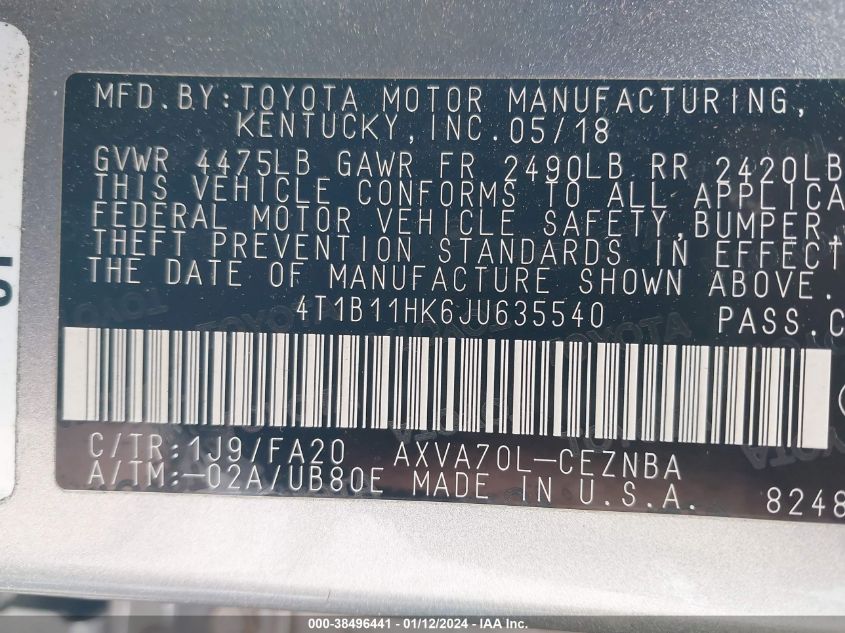 MFD.BY:TOYOTA MOTOR MANUFACTURING,
KENTUCKY,INC.05/18
GVWR 4475LB GAWR FR 2490LB RR 2420LB
THIS VEHICLE CONFORMS TO ALL APPLICA
FEDERAL MOTOR VEHICLE SAFETY,BUMPER,
THEFT PREVENTION STANDARDS IN EFFECT
THE DATE OF MANUFACTURE SHOWN ABOVE.
4T1B11HK6JU635540 PASS.C
C/TR:1J9/FA20 AXVA70L-CEZNBA
A/TM:-02A/UB80E MADE IN U.S.A. 8248
000-38496441 - 01/12/2024 - IAA Inc.